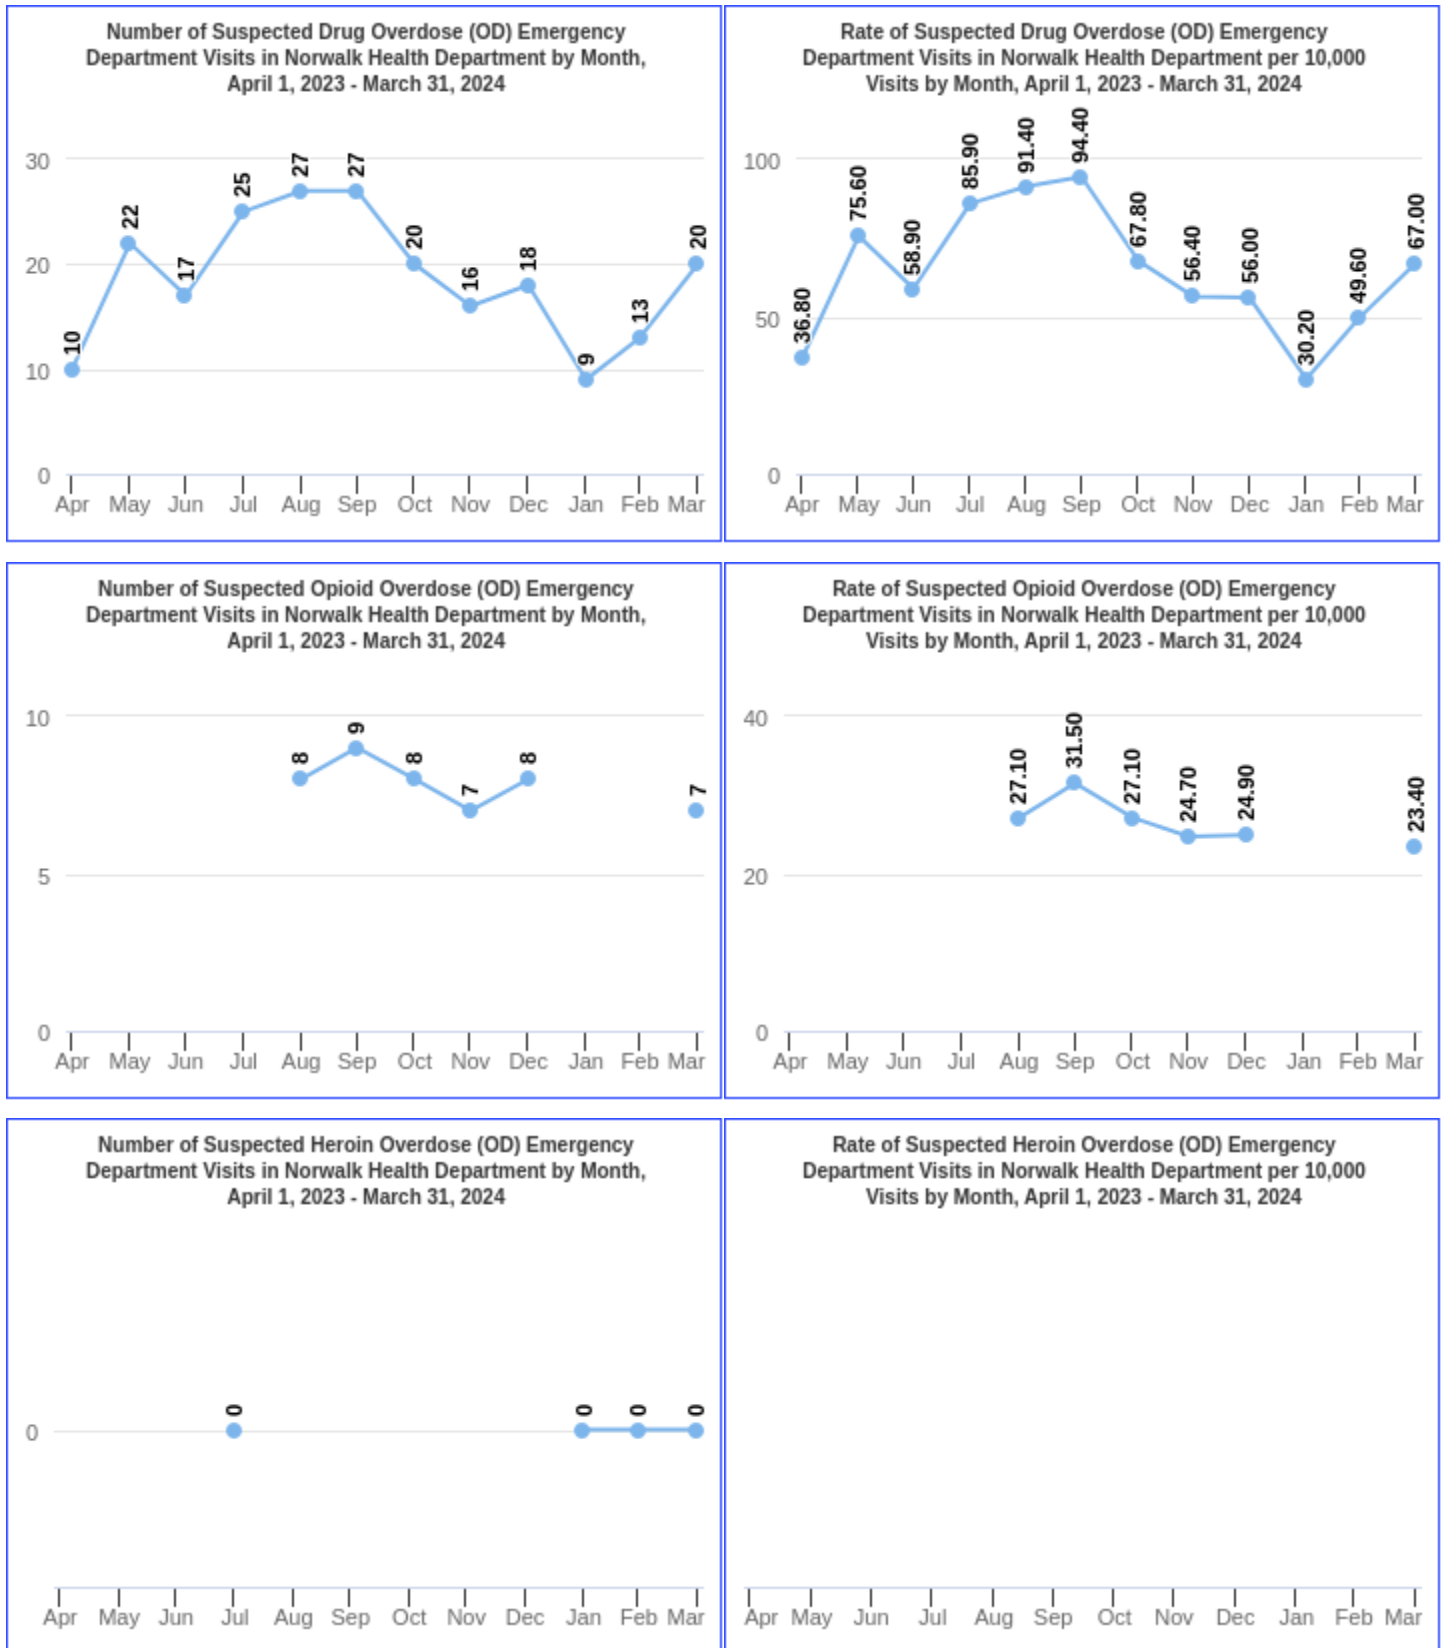 Number of Suspected Drug Overdose (OD) Emergency
Department Visits in Norwalk Health Department by Month,
April 1, 2023 - March 31, 2024
30
20
10
0
10
22
17
25
27
27
20
16
18
9
13
20
Apr May Jun Jul Aug Sep Oct Nov Dec Jan Feb Mar
Rate of Suspected Drug Overdose (OD) Emergency
Department Visits in Norwalk Health Department per 10,000
Visits by Month, April 1, 2023 - March 31, 2024
100
50
0
36.80
75.60
58.90
85.90
91.40
94.40
67.80
56.40
56.00
30.20
49.60
67.00
Apr May Jun Jul Aug Sep Oct Nov Dec Jan Feb Mar
Number of Suspected Opioid Overdose (OD) Emergency
Department Visits in Norwalk Health Department by Month,
April 1, 2023 - March 31, 2024
10
5
0
8
9
8
7
8
7
Apr May Jun Jul Aug Sep Oct Nov Dec Jan Feb Mar
Rate of Suspected Opioid Overdose (OD) Emergency
Department Visits in Norwalk Health Department per 10,000
Visits by Month, April 1, 2023 - March 31, 2024
40
20
0
27.10
31.50
27.10
24.70
24.90
23.40
Apr May Jun Jul Aug Sep Oct Nov Dec Jan Feb Mar
Number of Suspected Heroin Overdose (OD) Emergency
Department Visits in Norwalk Health Department by Month,
April 1, 2023 - March 31, 2024
0
0
0
0
0
Apr May Jun Jul Aug Sep Oct Nov Dec Jan Feb Mar
Rate of Suspected Heroin Overdose (OD) Emergency
Department Visits in Norwalk Health Department per 10,000
Visits by Month, April 1, 2023 - March 31, 2024
Apr May Jun Jul Aug Sep Oct Nov Dec Jan Feb Mar